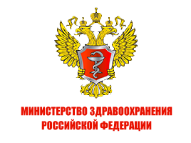 МИНИСТЕРСТВО ЗДРАВООХРАНЕНИЯ
РОССИЙСКОЙ ФЕДЕРАЦИИ